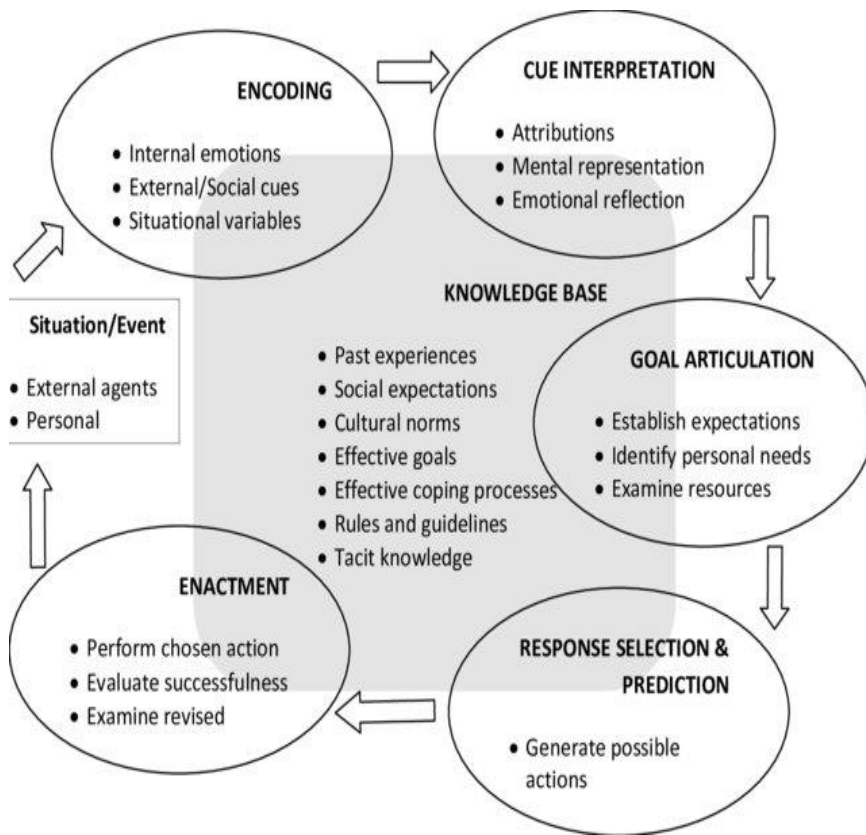 ENCODING
• Internal emotions
• External/Social cues
• Situational variables
CUE INTERPRETATION
• Attributions
• Mental representation
• Emotional reflection
Situation/Event
• External agents
• Personal
KNOWLEDGE BASE
• Past experiences
• Social expectations
• Cultural norms
• Effective goals
• Effective coping processes
• Rules and guidelines
• Tacit knowledge
GOAL ARTICULATION
• Establish expectations
• Identify personal needs
• Examine resources
ENACTMENT
• Perform chosen action
• Evaluate successfulness
• Examine revised
RESPONSE SELECTION &
PREDICTION
• Generate possible
actions